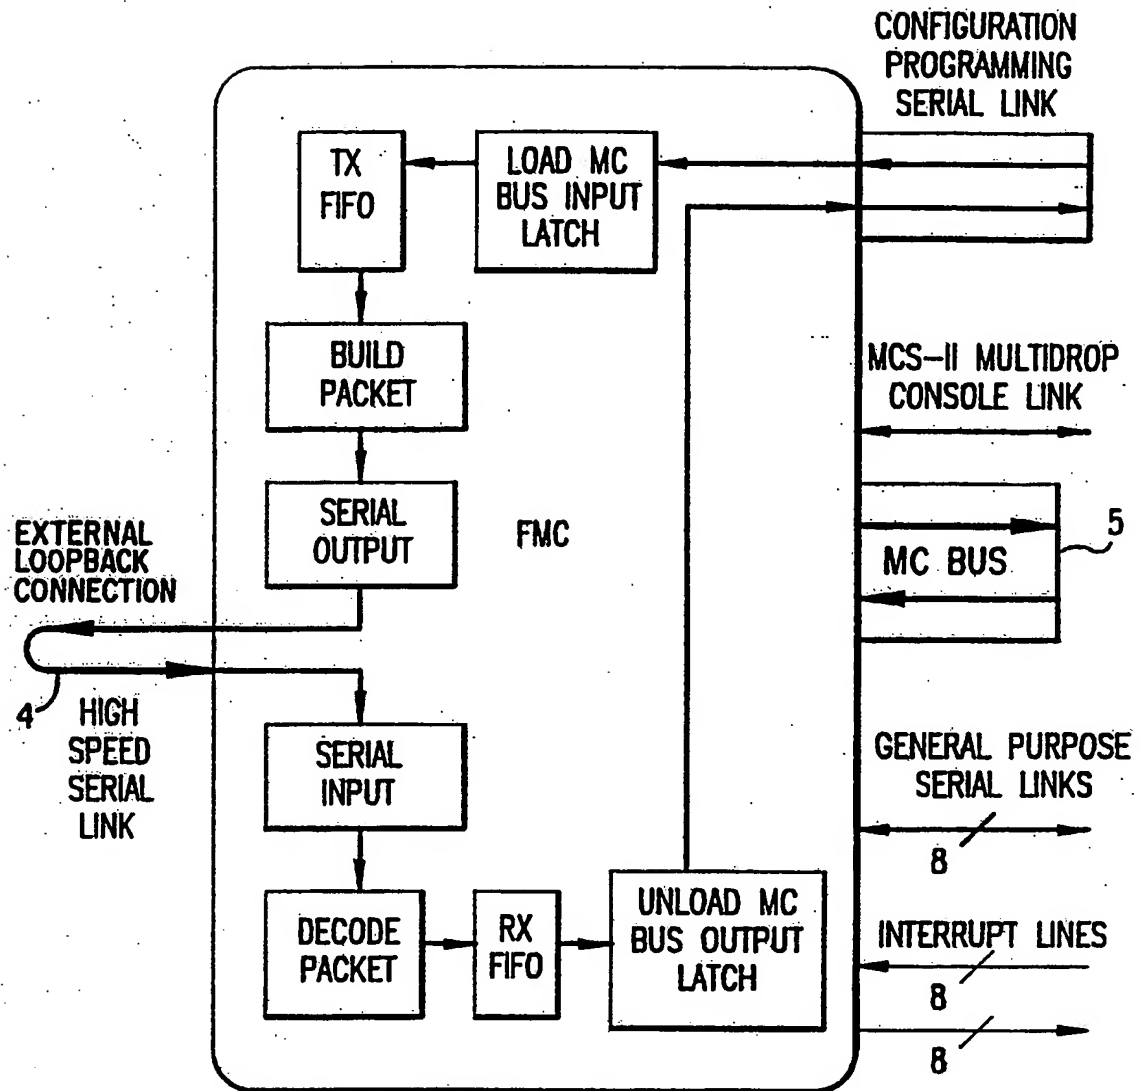 CONFIGURATION
PROGRAMMING
SERIAL LINK
TX
FIFO
LOAD MC
BUS INPUT
LATCH
BUILD
PACKET
MCS-II MULTIDROP
CONSOLE LINK
SERIAL
OUTPUT
FMC
EXTERNAL
LOOPBACK
CONNECTION
MC BUS
5
4
HIGH
SPEED
SERIAL
LINK
SERIAL
INPUT
GENERAL PURPOSE
SERIAL LINKS
8
DECODE
PACKET
RX
FIFO
UNLOAD MC
BUS OUTPUT
LATCH
INTERRUPT LINES
8
8